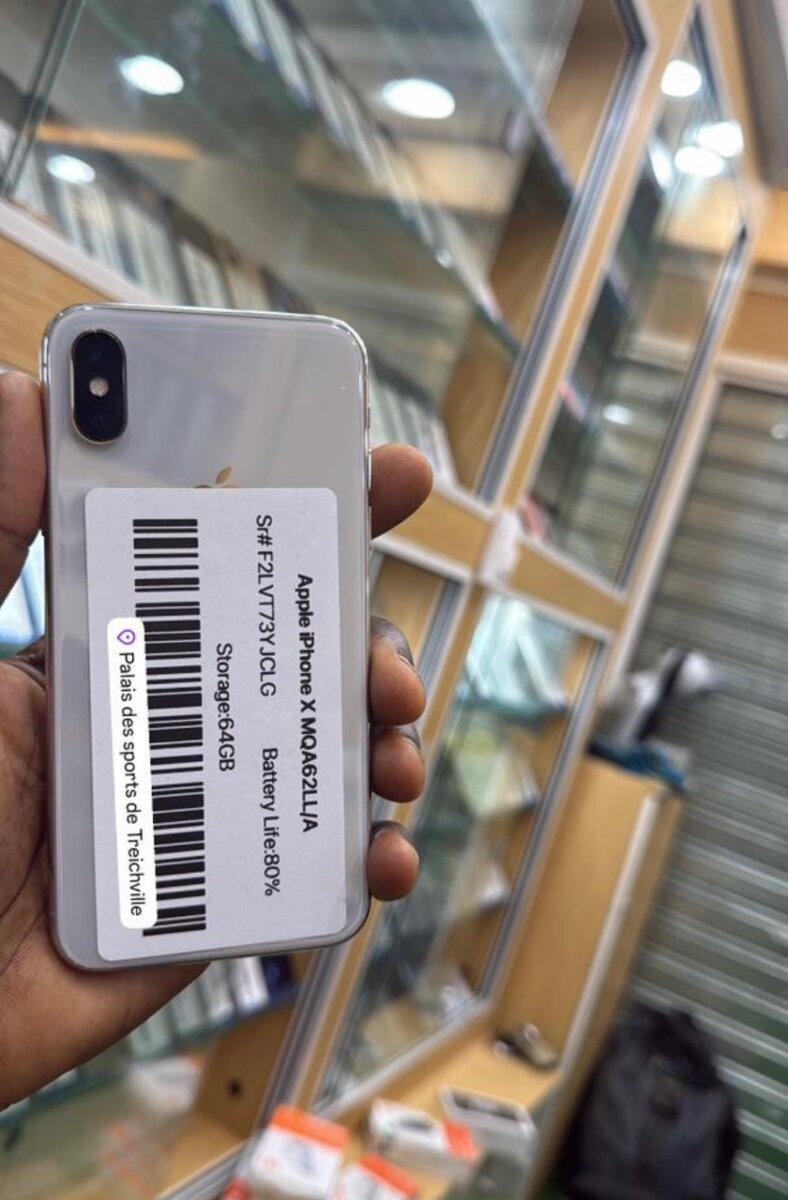 Apple iPhone X MQA62LL/A
Sr# F2LVT73YJCLG Battery Life:80%
Storage:64GB
Palais des sports de Treichville